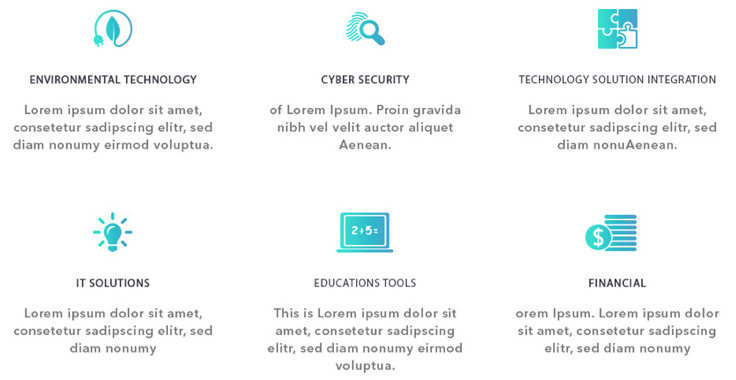 ENVIRONMENTAL TECHNOLOGY
Lorem ipsum dolor sit amet,
consetetur sadipscing elitr, sed
diam nonumy eirmod voluptua.
CYBER SECURITY
of Lorem Ipsum. Proin gravida
nibh vel velit auctor aliquet
Aenean.
TECHNOLOGY SOLUTION INTEGRATION
Lorem ipsum dolor sit amet,
consetetur sadipscing elitr, sed
diam nonuAenean.
IT SOLUTIONS
Lorem ipsum dolor sit amet,
consetetur sadipscing elitr, sed
diam nonumy
2+5=
EDUCATIONS TOOLS
This is Lorem ipsum dolor sit
amet, consetetur sadipscing
elitr, sed diam nonumy eirmod
voluptua.
$
FINANCIAL
orem Ipsum. Lorem ipsum dolor
sit amet, consetetur sadipscing
elitr, sed diam nonumy